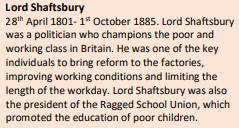 Lord Shaftsbury
28th April 1801- 1st October 1885. Lord Shaftsbury
was a politician who champions the poor and
working class in Britain. He was one of the key
individuals to bring reform to the factories,
improving working conditions and limiting the
length of the workday. Lord Shaftsbury was also
the president of the Ragged School Union, which
promoted the education of poor children.